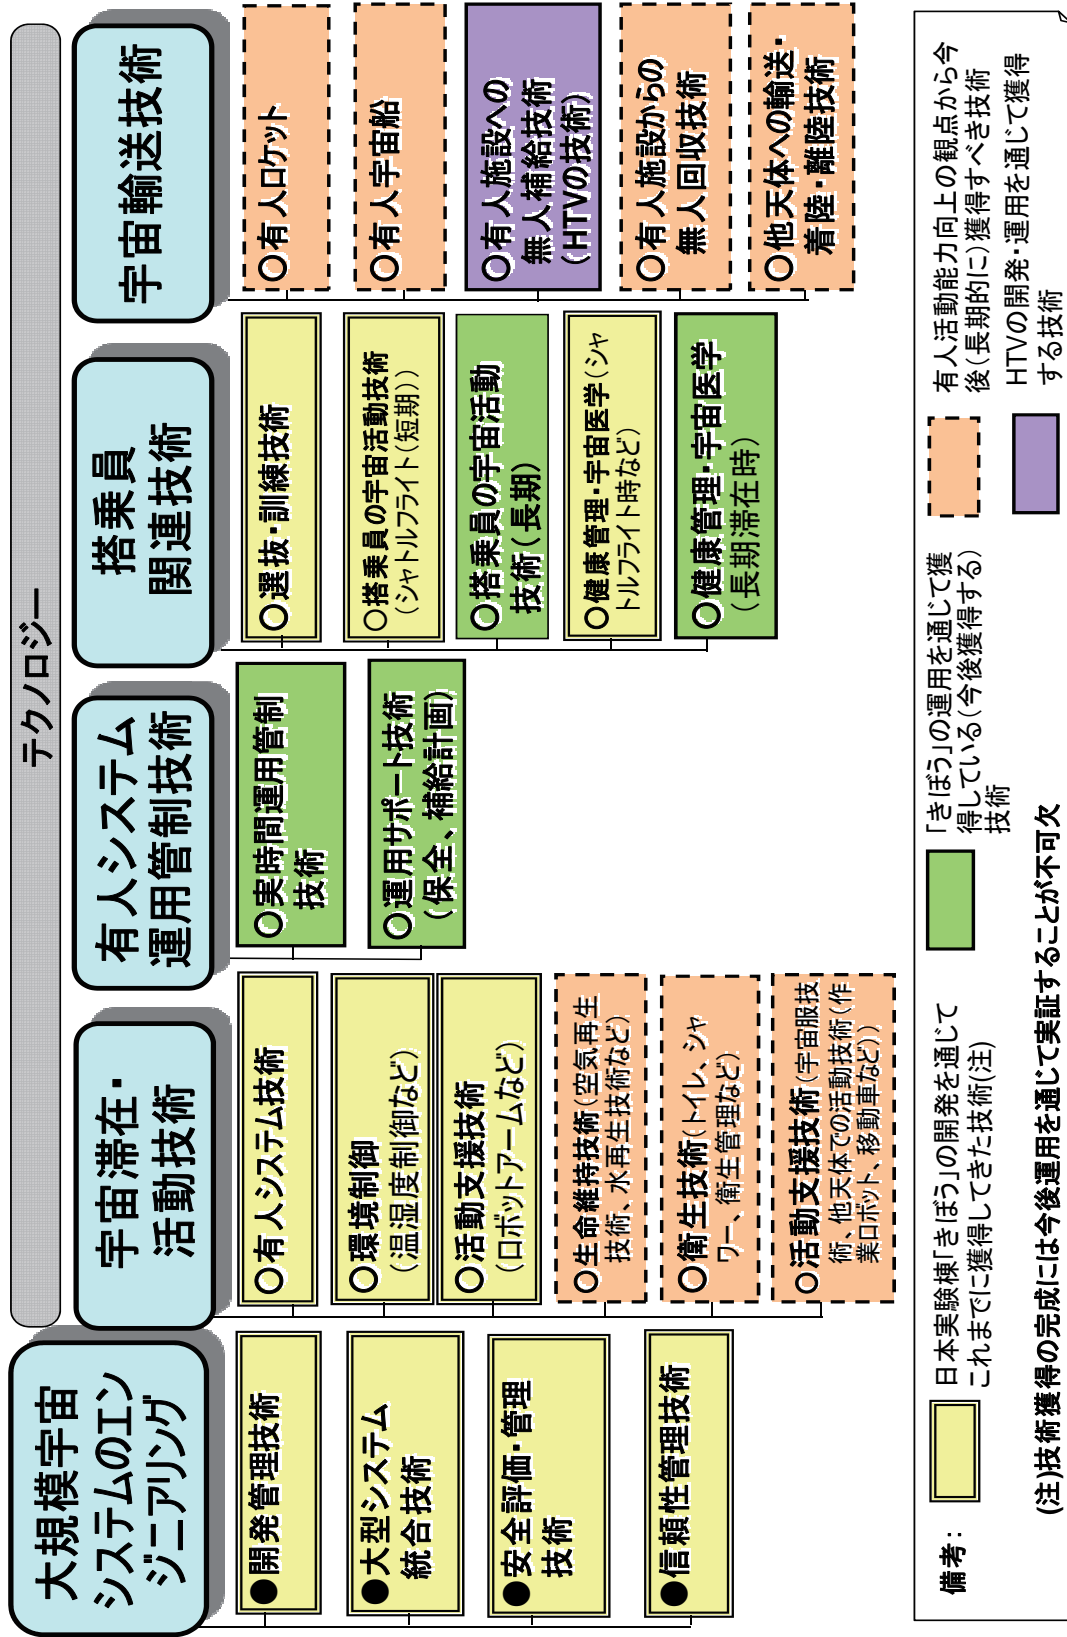 テクノロジー
大規模宇宙
システムのエン
ジニアリング
●開発管理技術
●大型システム
統合技術
●安全評価・管理
技術
●信頼性管理技術
宇宙滞在・
活動技術
○有人システム技術
○環境制御
(温湿度制御など)
○活動支援技術
(ロボットアームなど)
○生命維持技術(空気再生
技術、水再生技術など)
○衛生技術(トイレ、シャ
ワー、衛生管理など)
○活動支援技術(宇宙服技
術、他天体での活動技術(作
業ロボット、移動車など))
有人システム
運用管制技術
○実時間運用管制
技術
○運用サポート技術
(保全、補給計画)
搭乗員
関連技術
○選抜・訓練技術
○搭乗員の宇宙活動技術
(シャトルフライト(短期))
○搭乗員の宇宙活動
技術(長期)
○健康管理・宇宙医学(シャ
トルフライト時など)
○健康管理・宇宙医学
(長期滞在時)
宇宙輸送技術
○有人ロケット
○有人宇宙船
○有人施設への
無人補給技術
(HTVの技術)
○有人施設からの
無人回収技術
○他天体への輸送・
着陸・離陸技術
備考:
日本実験棟「きぼう」の開発を通じて
これまでに獲得してきた技術(注)
「きぼう」の運用を通じて獲
得している(今後獲得する)
技術
有人活動能力向上の観点から今
後(長期的に)獲得すべき技術
HTVの開発・運用を通じて獲得
する技術
(注)技術獲得の完成には今後運用を通じて実証することが不可欠